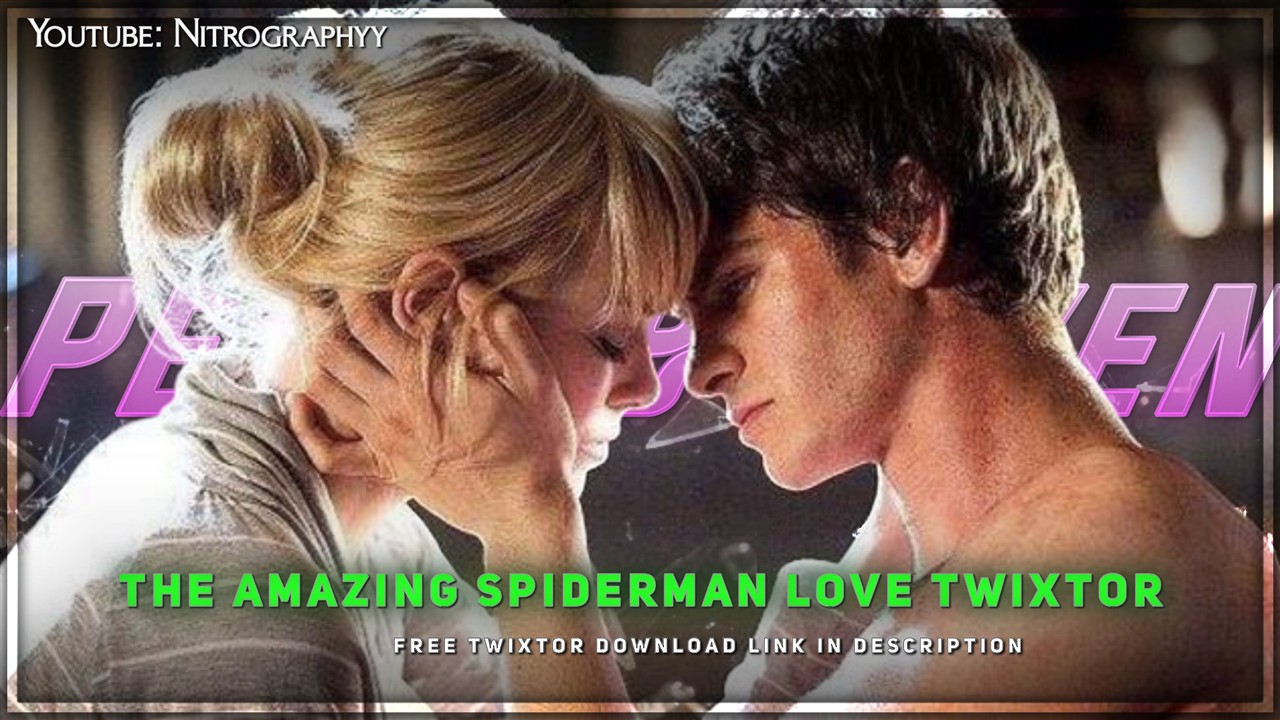 YOUTUBE: NITROGRAPHYY
THE AMAZING SPIDERMAN LOVE TWIXTOR
FREE TWIXTOR DOWNLOAD LINK IN DESCRIPTION